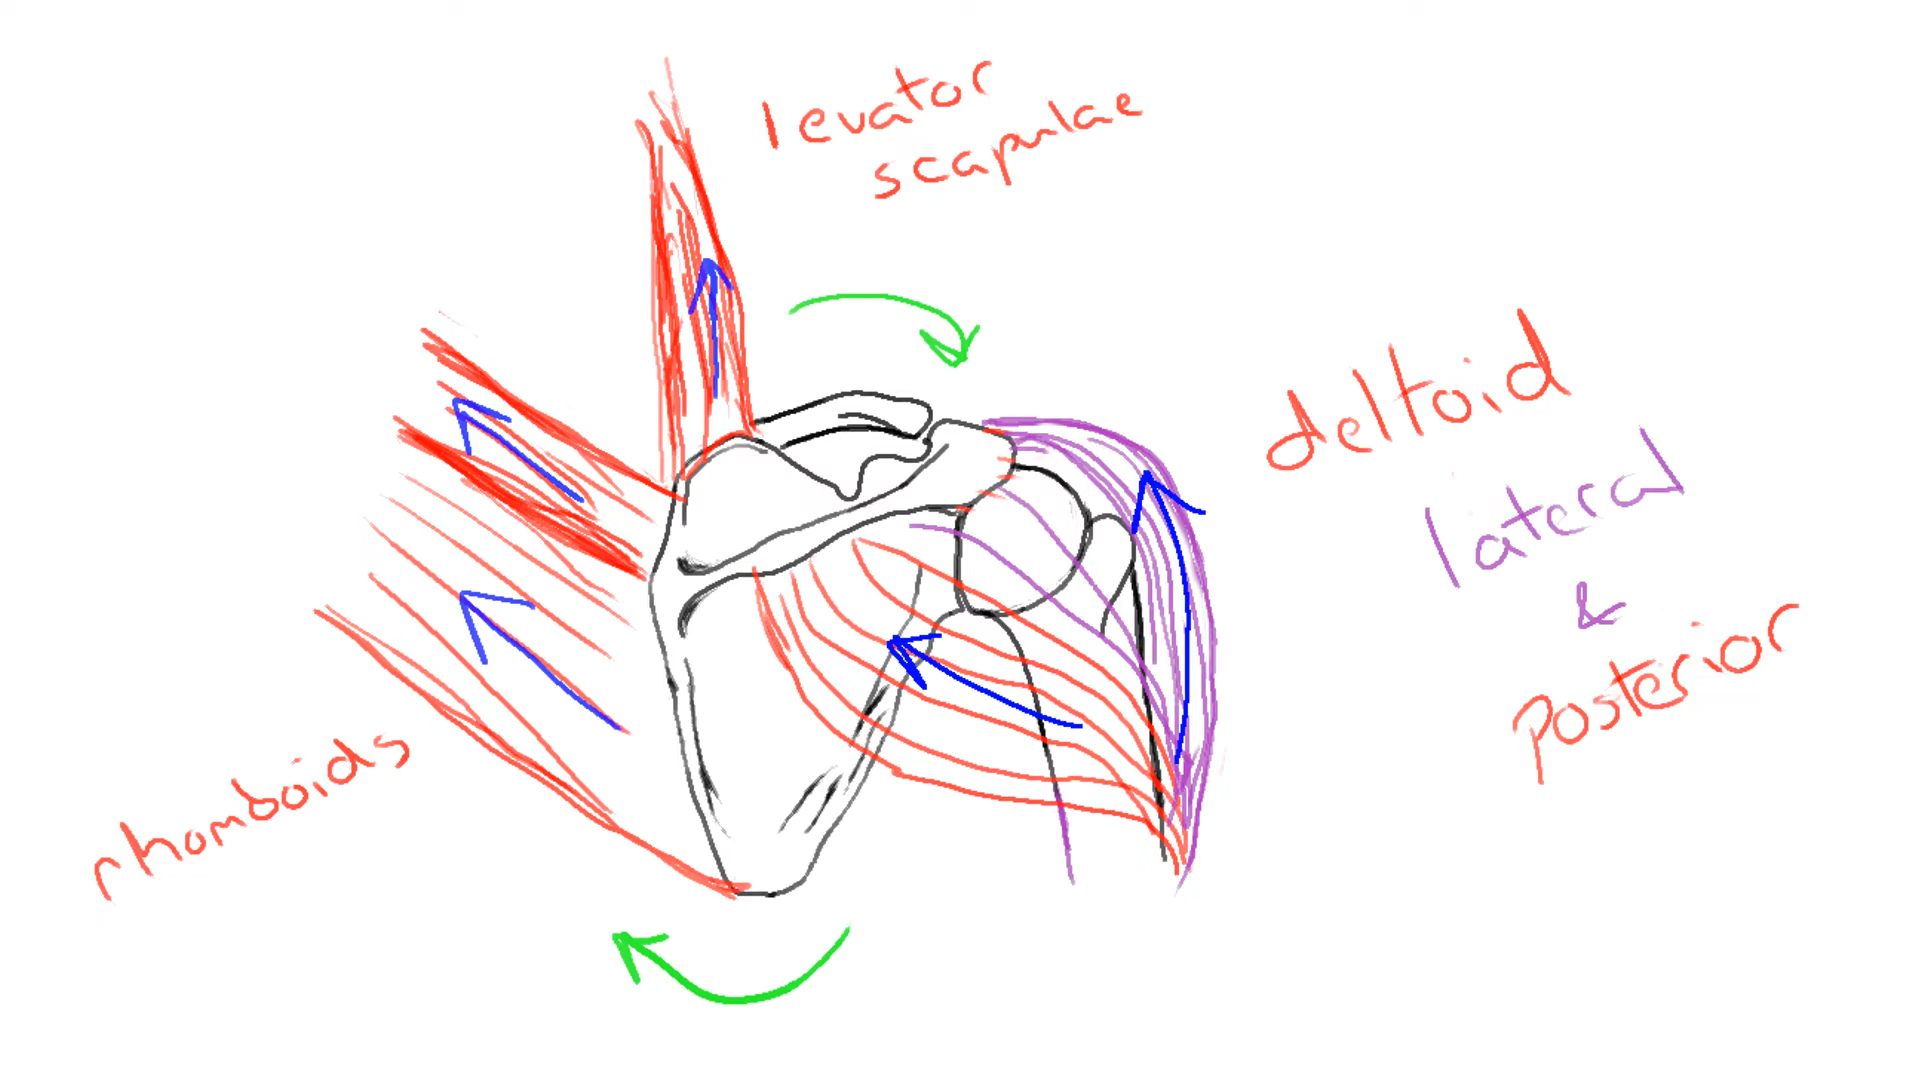 levator
scapulae
deltoid
lateral
&
Posterior
rhomboids